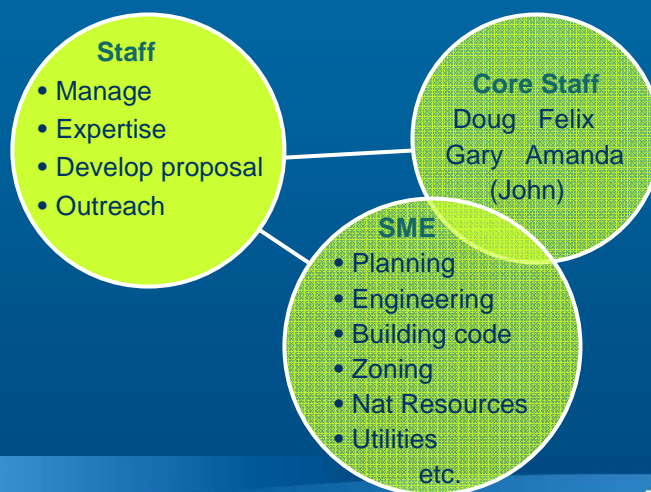 Staff
• Manage
• Expertise
• Develop proposal
• Outreach
Core Staff
Doug Felix
Gary Amanda
(John)
SME
• Planning
• Engineering
• Building code
• Zoning
• Nat Resources
• Utilities
etc.